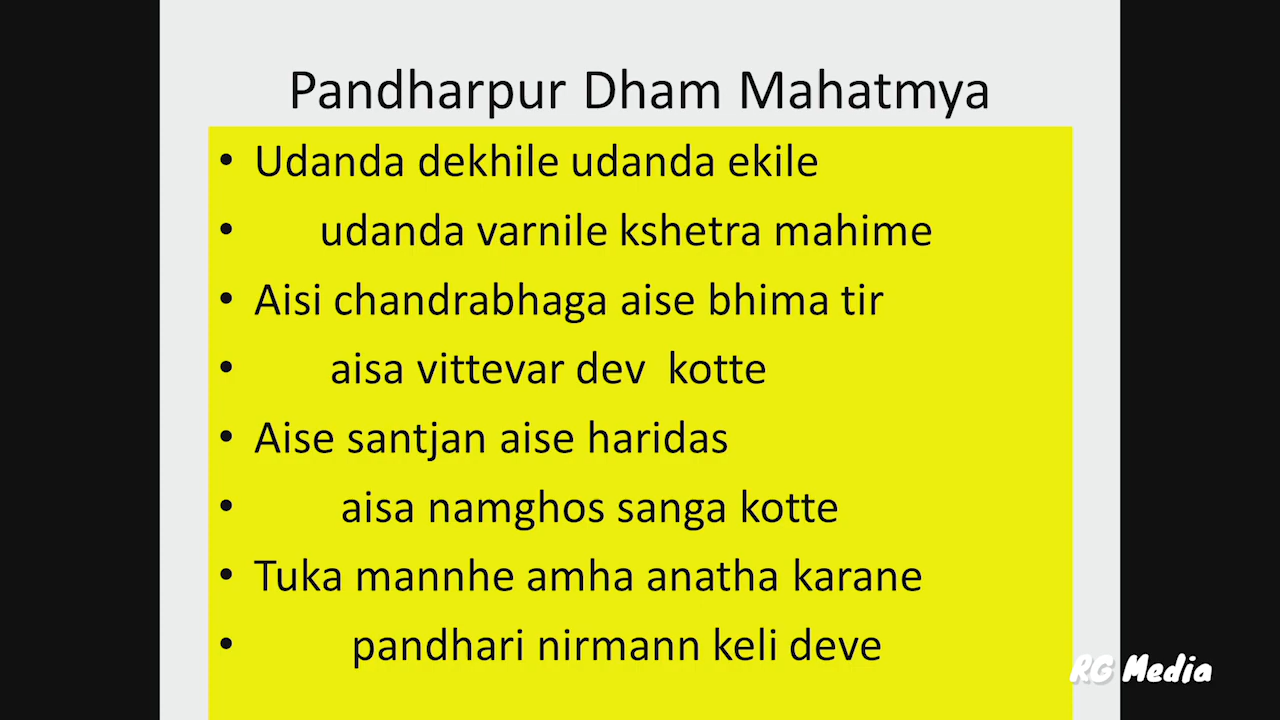 Pandharpur Dham Mahatmya
• Udanda dekhile udanda ekile
• udanda varnile kshetra mahime
• Aisi chandrabhaga aise bhima tir
• aisa vittevar dev kotte
• Aise santjan aise haridas
• aisa namghos sanga kotte
• Tuka mannhe amha anatha karane
• pandhari nirmann keli deve
RG Media